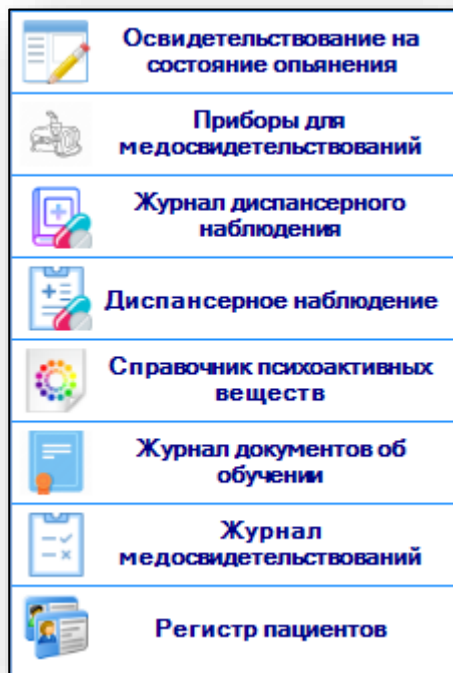 Освидетельствование на
состояние опьянения
Приборы для
медосвидетельствований
Журнал диспансерного
наблюдения
Диспансерное наблюдение
Справочник психоактивных
веществ
Журнал документов об
обучении
Журнал
медосвидетельствований
Регистр пациентов